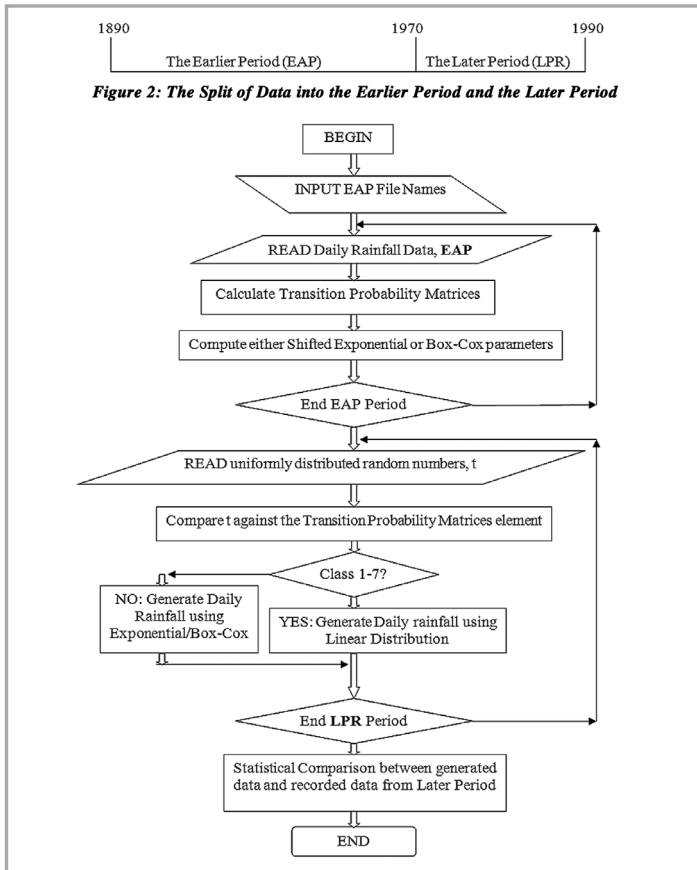 1890 1970 1990
The Earlier Period (EAP) The Later Period (LPR)
Figure 2: The Split of Data into the Earlier Period and the Later Period
BEGIN
INPUT EAP File Names
READ Daily Rainfall Data, EAP
Calculate Transition Probability Matrices
Compute either Shifted Exponential or Box-Cox parameters
End EAP Period
READ uniformly distributed random numbers, t
Compare t against the Transition Probability Matrices element
Class 1-7?
NO: Generate Daily
Rainfall using
Exponential/Box-Cox
YES: Generate Daily rainfall using
Linear Distribution
End LPR Period
Statistical Comparison between generated
data and recorded data from Later Period
END